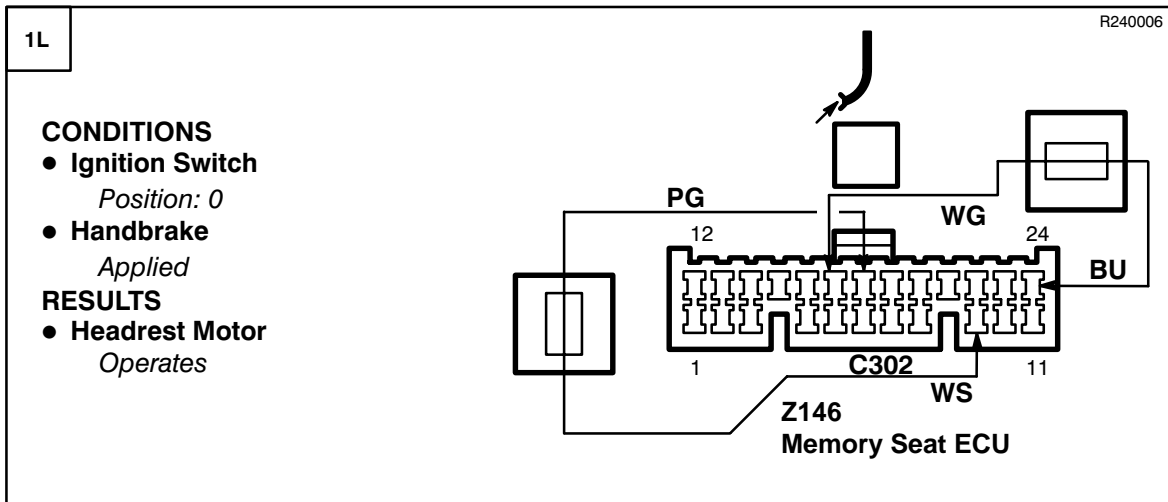 1L
R240006
CONDITIONS
● Ignition Switch
Position: 0
● Handbrake
Applied
RESULTS
● Headrest Motor
Operates
PG
WG
12
24
BU
1
C302
11
WS
Z146
Memory Seat ECU